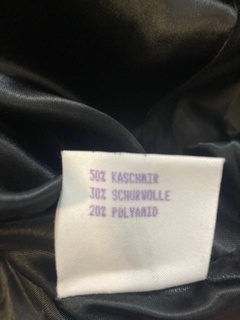 50% KASCHMIR
30% SCHURWOLLE
20% POLYAMID